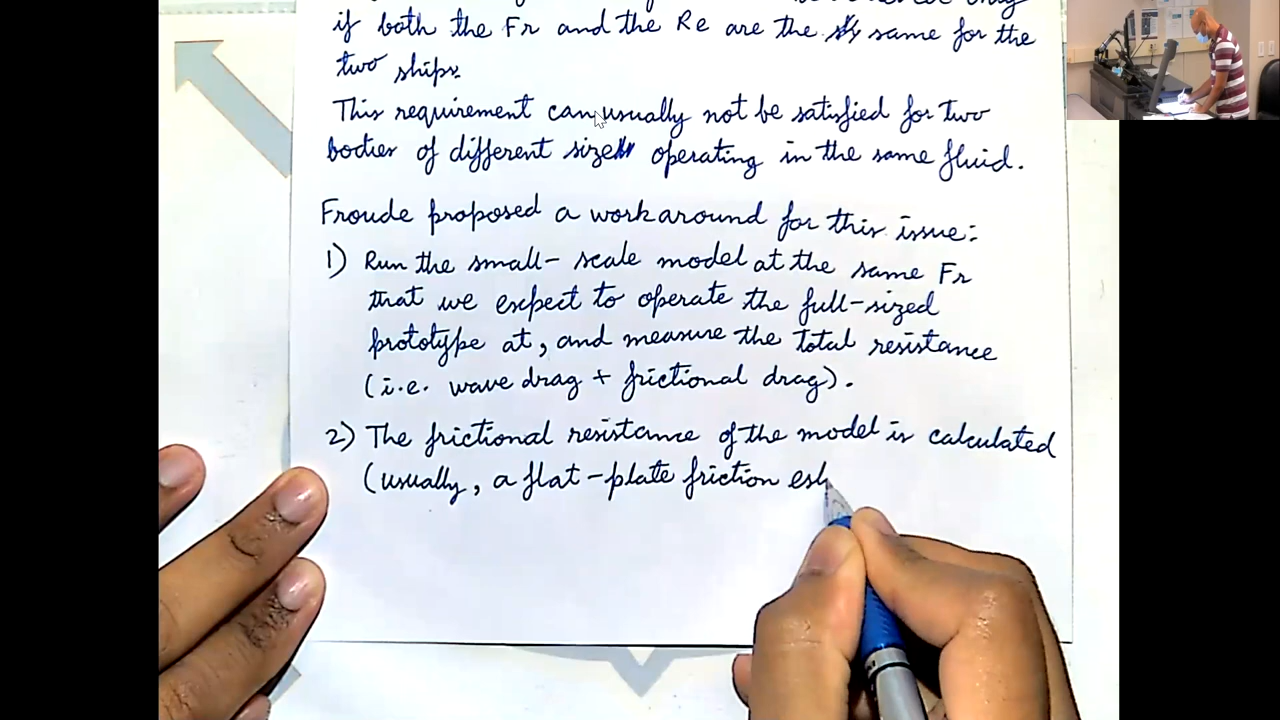 if both the Fr and the Re are the same for the
two ships.
This requirement can usually not be satisfied for two
bodies of different size operating in the same fluid.
Froude proposed a workaround for this issue:
1) Run the small-scale model at the same Fr
that we expect to operate the full-sized
prototype at, and measure the total resistance
(i.e. wave drag + frictional drag).
2) The frictional resistance of the model is calculated
(usually, a flat-plate friction